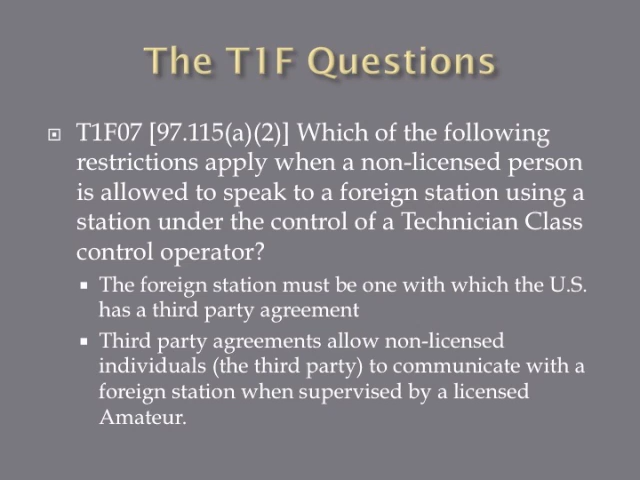 The T1F Questions
T1F07 [97.115(a)(2)] Which of the following
restrictions apply when a non-licensed person
is allowed to speak to a foreign station using a
station under the control of a Technician Class
control operator?
The foreign station must be one with which the U.S.
has a third party agreement
Third party agreements allow non-licensed
individuals (the third party) to communicate with a
foreign station when supervised by a licensed
Amateur.